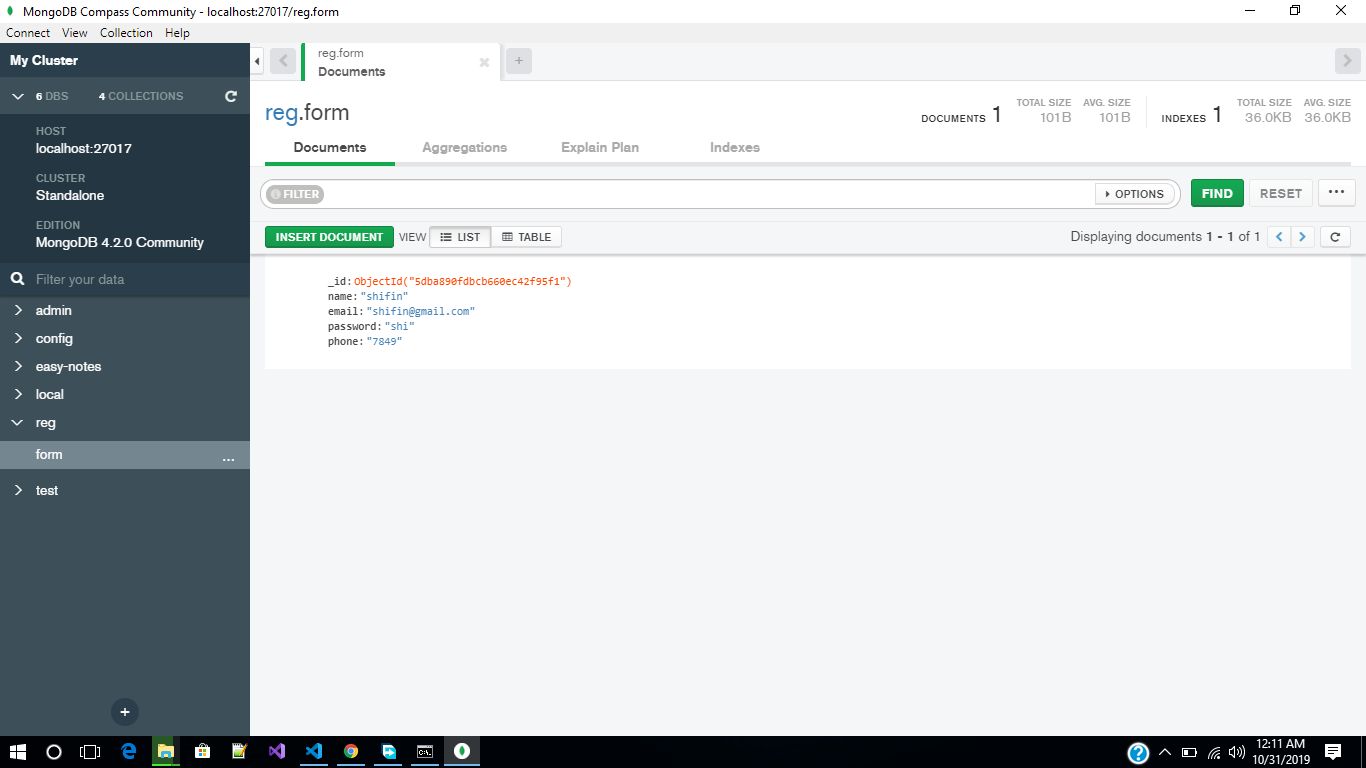 MongoDB Compass Community - localhost:27017/reg.form
Connect View Collection Help
My Cluster
6 DBS 4 COLLECTIONS
HOST
localhost:27017
CLUSTER
Standalone
EDITION
MongoDB 4.2.0 Community
Filter your data
admin
config
easy-notes
local
reg
form ...
test
+
reg.form
Documents
+
reg.form
DOCUMENTS 1
TOTAL SIZE AVG. SIZE
101B 101B
INDEXES 1
TOTAL SIZE AVG. SIZE
36.0KB 36.0KB
Documents Aggregations Explain Plan Indexes
FILTER
OPTIONS
FIND RESET ...
INSERT DOCUMENT VIEW LIST TABLE
Displaying documents 1 - 1 of 1
_id:ObjectId("5dba890fdbcb660ec42f95f1")
name:"shifin"
email:"shifin@gmail.com"
password:"shi"
phone:"7849"
12:11 AM
10/31/2019